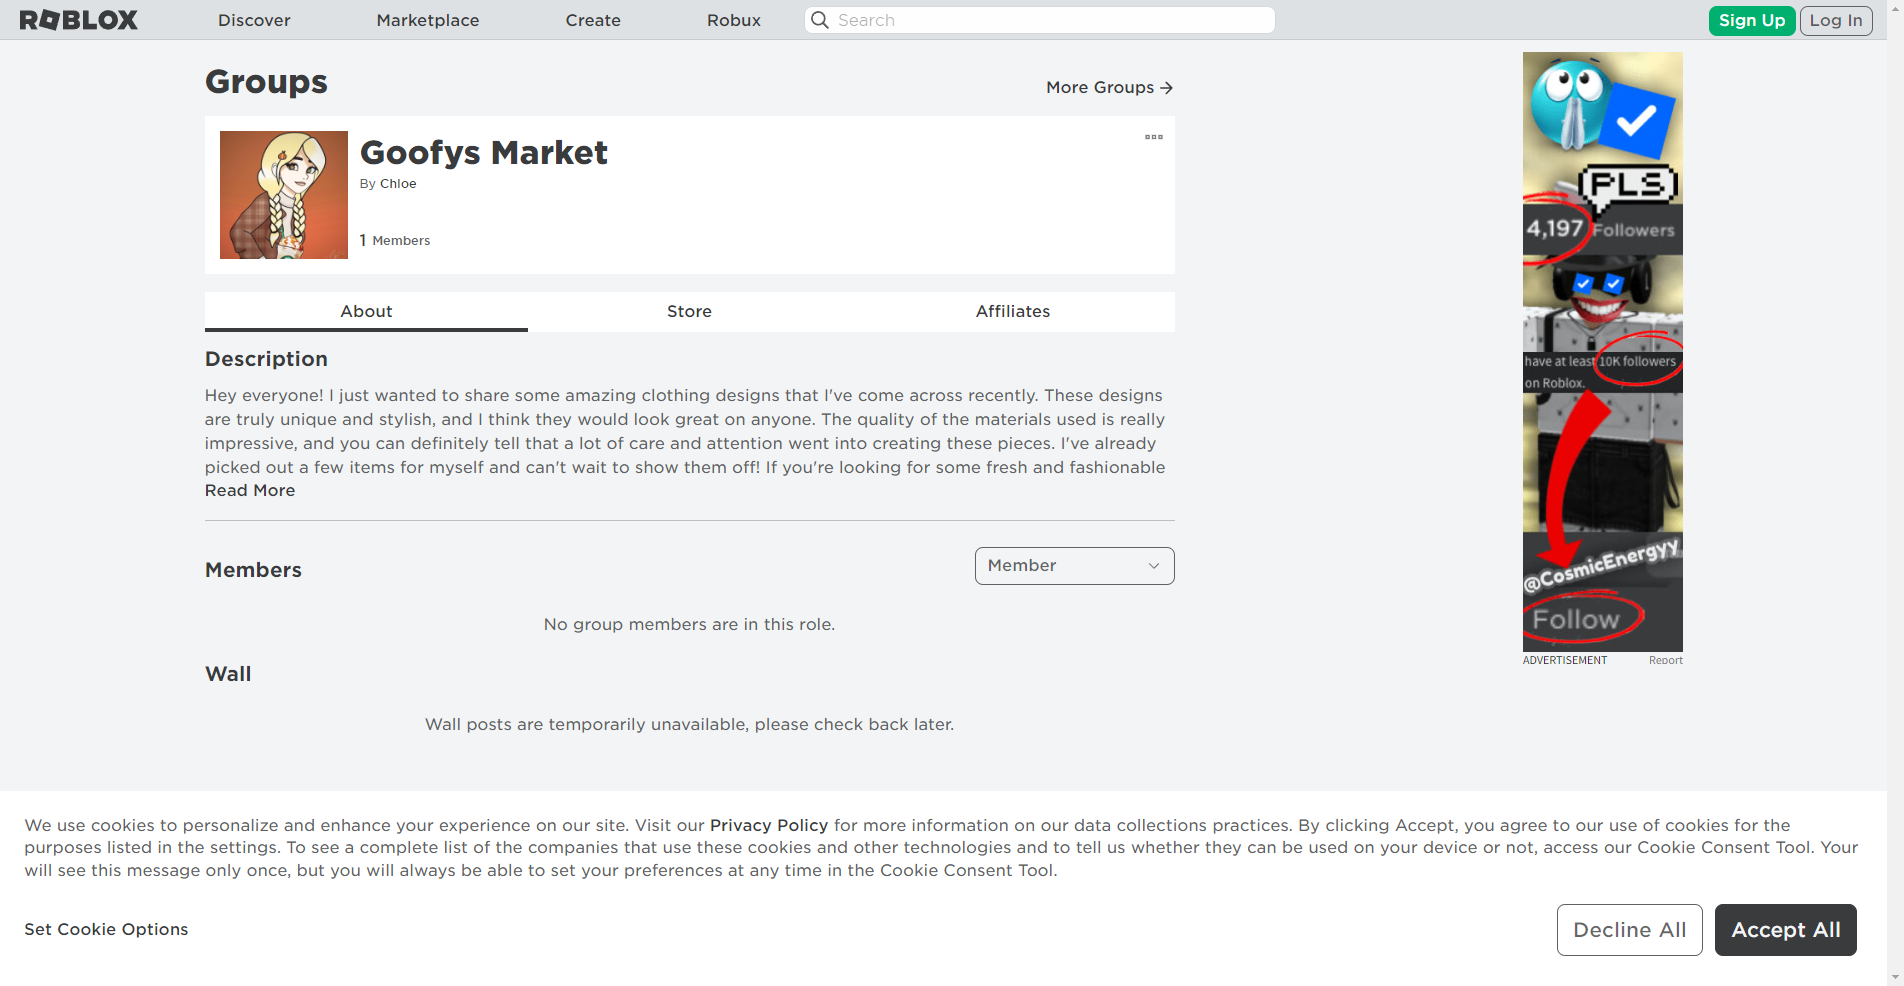 ROBLOX Discover Marketplace Create Robux Search Sign Up Log In
Groups
More Groups
Goofys Market
By Chloe
1 Members
About Store Affiliates
Description
Hey everyone! I just wanted to share some amazing clothing designs that I've come across recently. These designs
are truly unique and stylish, and I think they would look great on anyone. The quality of the materials used is really
impressive, and you can definitely tell that a lot of care and attention went into creating these pieces. I've already
picked out a few items for myself and can't wait to show them off! If you're looking for some fresh and fashionable
Read More
Members
Member
No group members are in this role.
Wall
Wall posts are temporarily unavailable, please check back later.
PLS
4,197 Followers
have at least 10K followers
on Roblox.
@CosmicEnergyy
Follow
ADVERTISEMENT Report
We use cookies to personalize and enhance your experience on our site. Visit our Privacy Policy for more information on our data collections practices. By clicking Accept, you agree to our use of cookies for the
purposes listed in the settings. To see a complete list of the companies that use these cookies and other technologies and to tell us whether they can be used on your device or not, access our Cookie Consent Tool. Your
will see this message only once, but you will always be able to set your preferences at any time in the Cookie Consent Tool.
Set Cookie Options
Decline All
Accept All